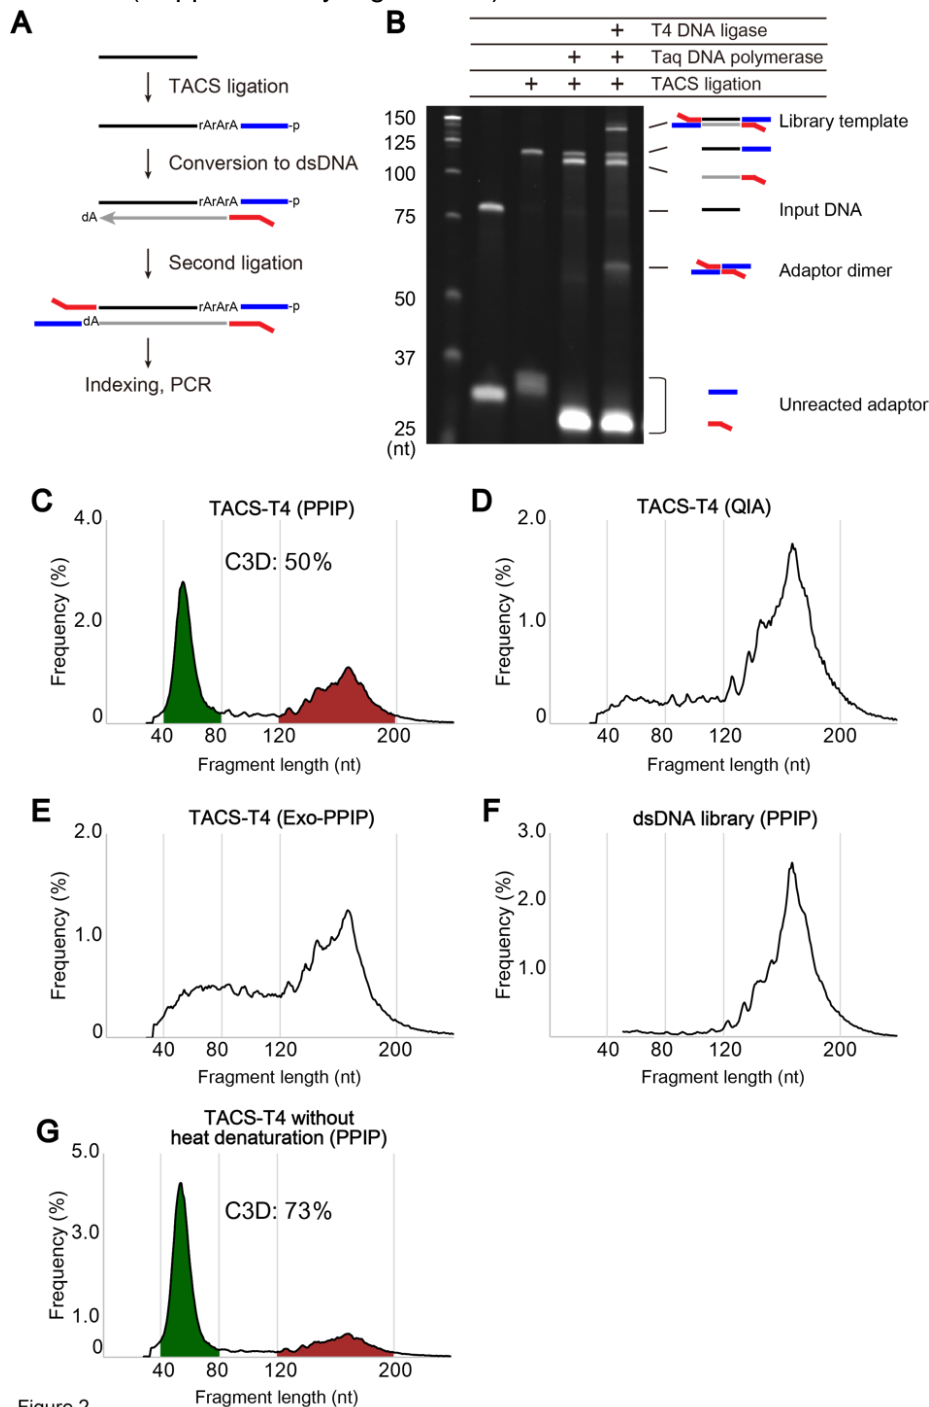 A
TACS ligation
rArArA -p
Conversion to dsDNA
rArArA -p
dA
Second ligation
rArArA -p
dA
Indexing, PCR
B
+ T4 DNA ligase
+ + Taq DNA polymerase
+ + + TACS ligation
150
125
100
75
50
37
25
(nt)
Library template
Input DNA
Adaptor dimer
Unreacted adaptor
C
TACS-T4 (PPIP)
C3D: 50%
Frequency (%)
4.0
2.0
0
40 80 120 200
Fragment length (nt)
D
TACS-T4 (QIA)
Frequency (%)
2.0
1.0
0
40 80 120 200
Fragment length (nt)
E
TACS-T4 (Exo-PPIP)
Frequency (%)
2.0
1.0
0
40 80 120 200
Fragment length (nt)
F
dsDNA library (PPIP)
Frequency (%)
3.0
2.0
1.0
40 80 120 200
Fragment length (nt)
G
TACS-T4 without
heat denaturation (PPIP)
C3D: 73%
Frequency (%)
5.0
3.0
1.0
0
40 80 120 200
Fragment length (nt)
Figure 2